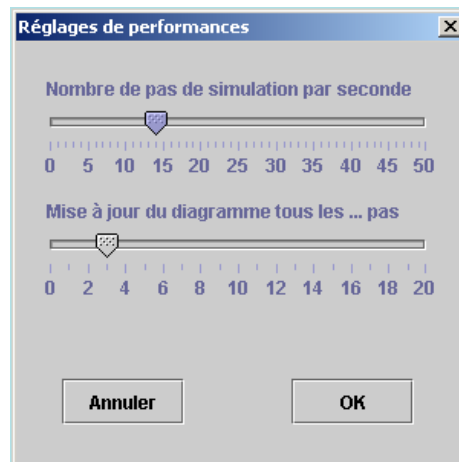 Réglages de performances
Nombre de pas de simulation par seconde
0 5 10 15 20 25 30 35 40 45 50
Mise à jour du diagramme tous les ... pas
0 2 4 6 8 10 12 14 16 18 20
Annuler OK